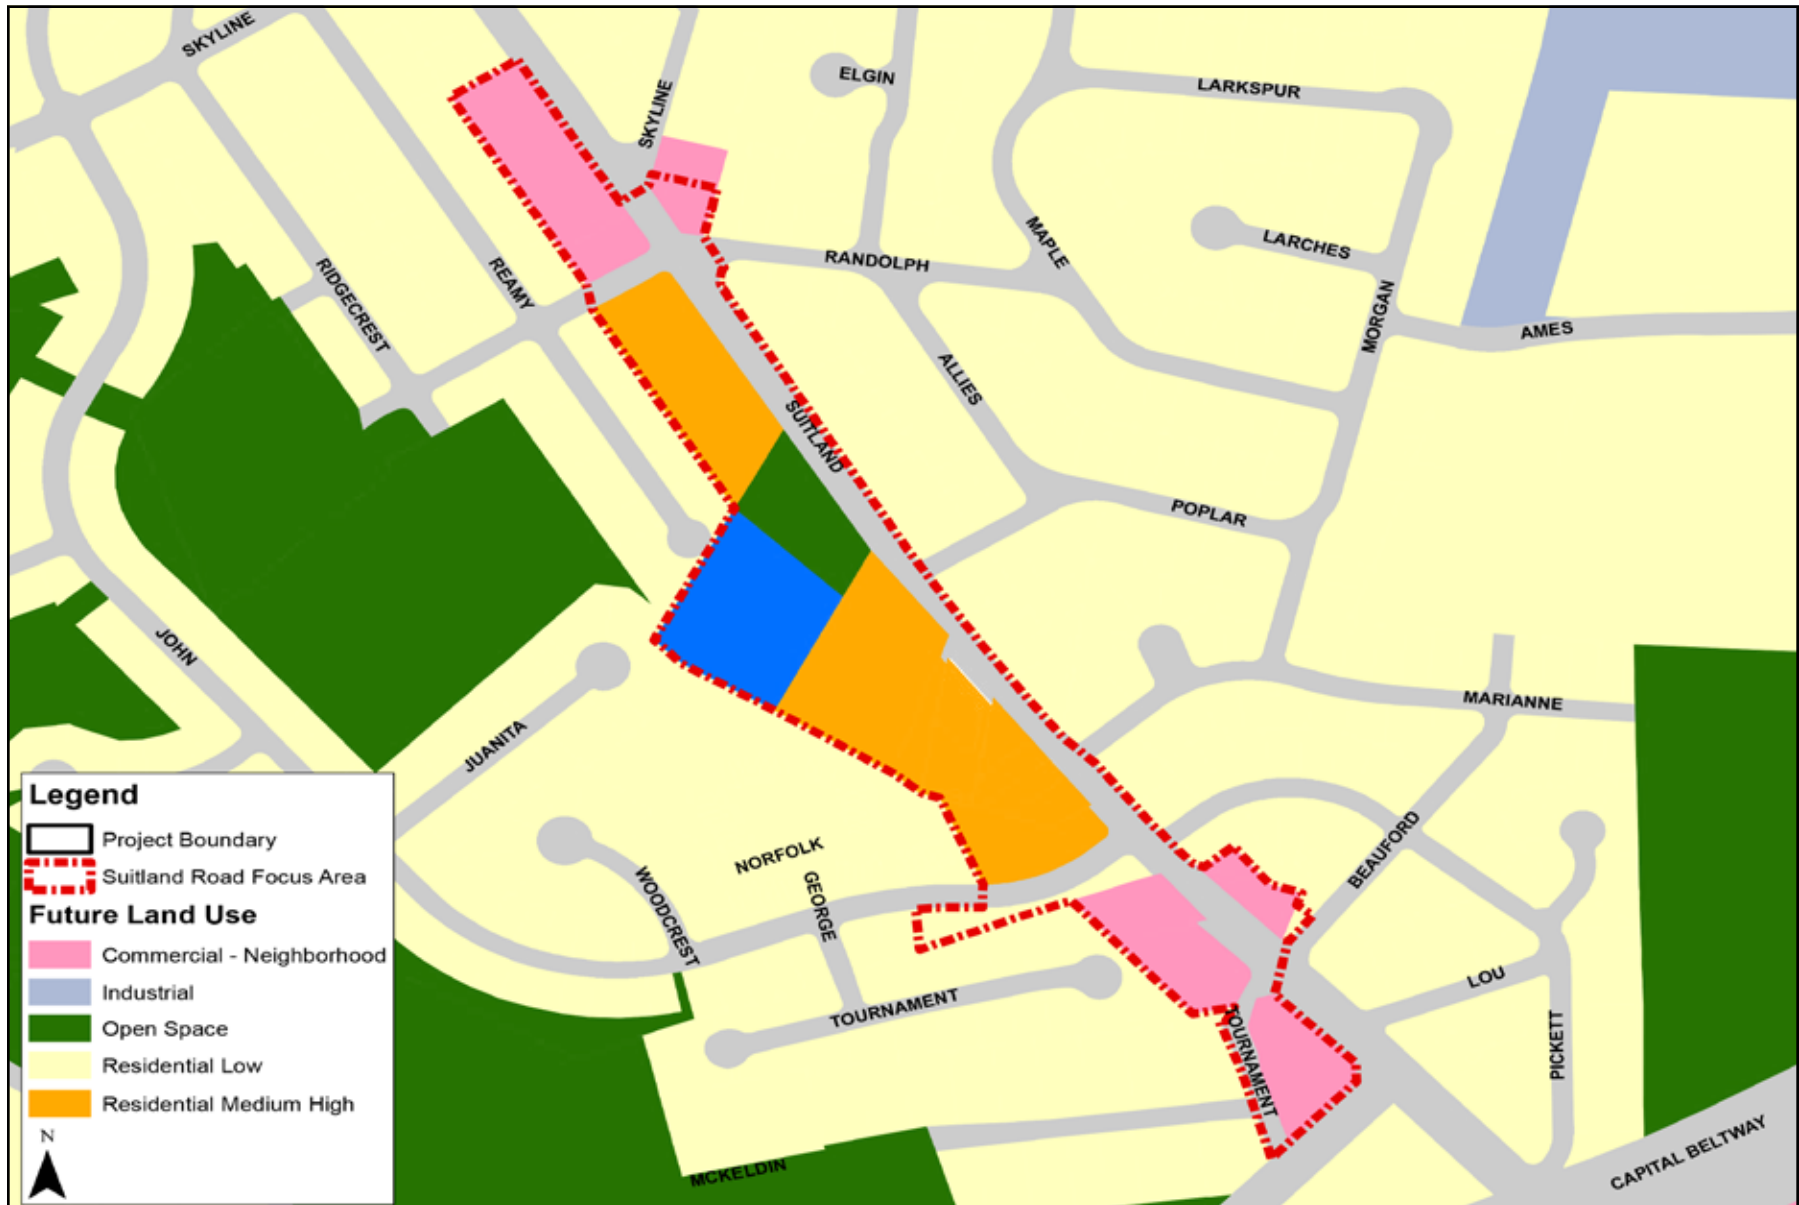 SKYLINE
SKYLINE
ELGIN
LARKSPUR
RIDGECREST
REAMY
RANDOLPH
MAPLE
LARCHES
MORGAN
AMES
ALLIES
SUITLAND
POPLAR
JOHN
JUANITA
MARIANNE
NORFOLK
GEORGE
WOODCREST
BEAUFORD
TOURNAMENT
TOURNAMENT
LOU
PICKETT
MCKELDIN
CAPITAL BELTWAY
Legend
Project Boundary
Suitland Road Focus Area
Future Land Use
Commercial - Neighborhood
Industrial
Open Space
Residential Low
Residential Medium High
N